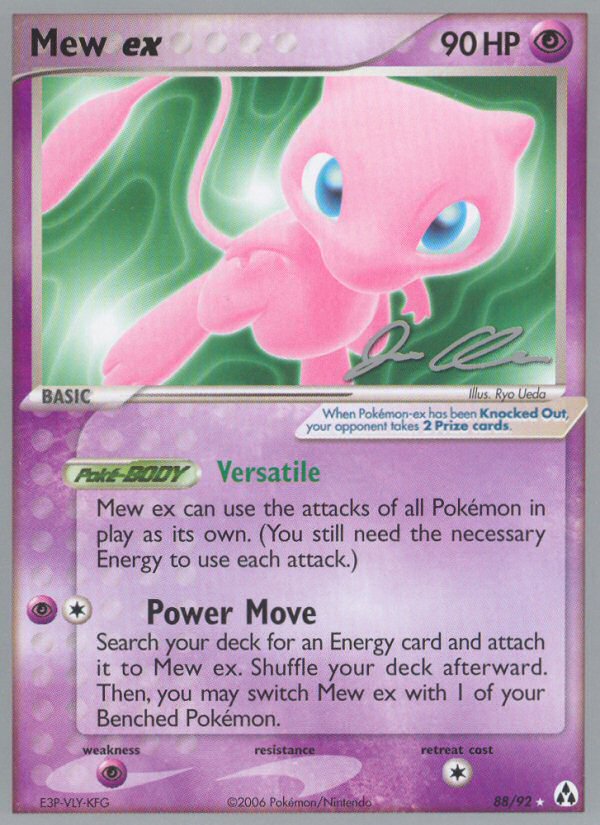 Mew ex
90 HP
BASIC
Illus. Ryo Ueda
When Pokémon-ex has been Knocked Out,
your opponent takes 2 Prize cards.
Poké-BODY Versatile
Mew ex can use the attacks of all Pokémon in
play as its own. (You still need the necessary
Energy to use each attack.)
Power Move
Search your deck for an Energy card and attach
it to Mew ex. Shuffle your deck afterward.
Then, you may switch Mew ex with 1 of your
Benched Pokémon.
weakness resistance retreat cost
E3P-VLY-KFG ©2006 Pokémon/Nintendo 88/92 ★